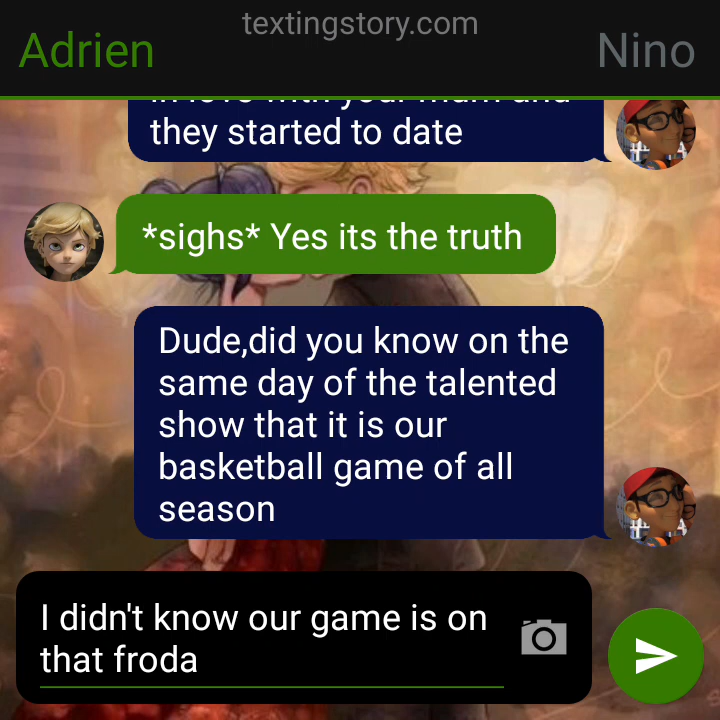 textingstory.com
Adrien
Nino
they started to date
*sighs* Yes its the truth
Dude,did you know on the
same day of the talented
show that it is our
basketball game of all
season
I didn't know our game is on
that froda